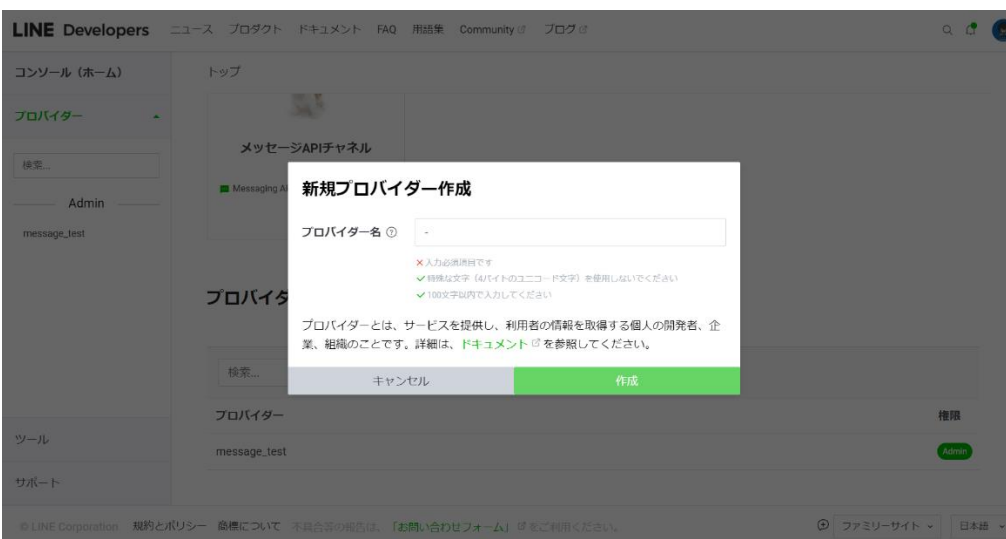 LINE Developers ニュース プロダクト ドキュメント FAQ 用語集 Community ブログ
コンソール（ホーム）
トップ
プロバイダー
検索...
Admin
message_test
ツール
サポート
メッセージAPIチャネル
Messaging AP
新規プロバイダー作成
プロバイダー名
-
入力必須項目です
特殊な文字（4バイトのユニコード文字）を使用しないでください
100文字以内で入力してください
プロバイダーとは、サービスを提供し、利用者の情報を取得する個人の開発者、企
業、組織のことです。詳細は、ドキュメントを参照してください。
キャンセル 作成
プロバイダ
検索...
プロバイダー 権限
message_test Admin
© LINE Corporation 規約とポリシー 商標について 不具合等の報告は、「お問い合わせフォーム」をご利用ください。 ファミリーサイト 日本語